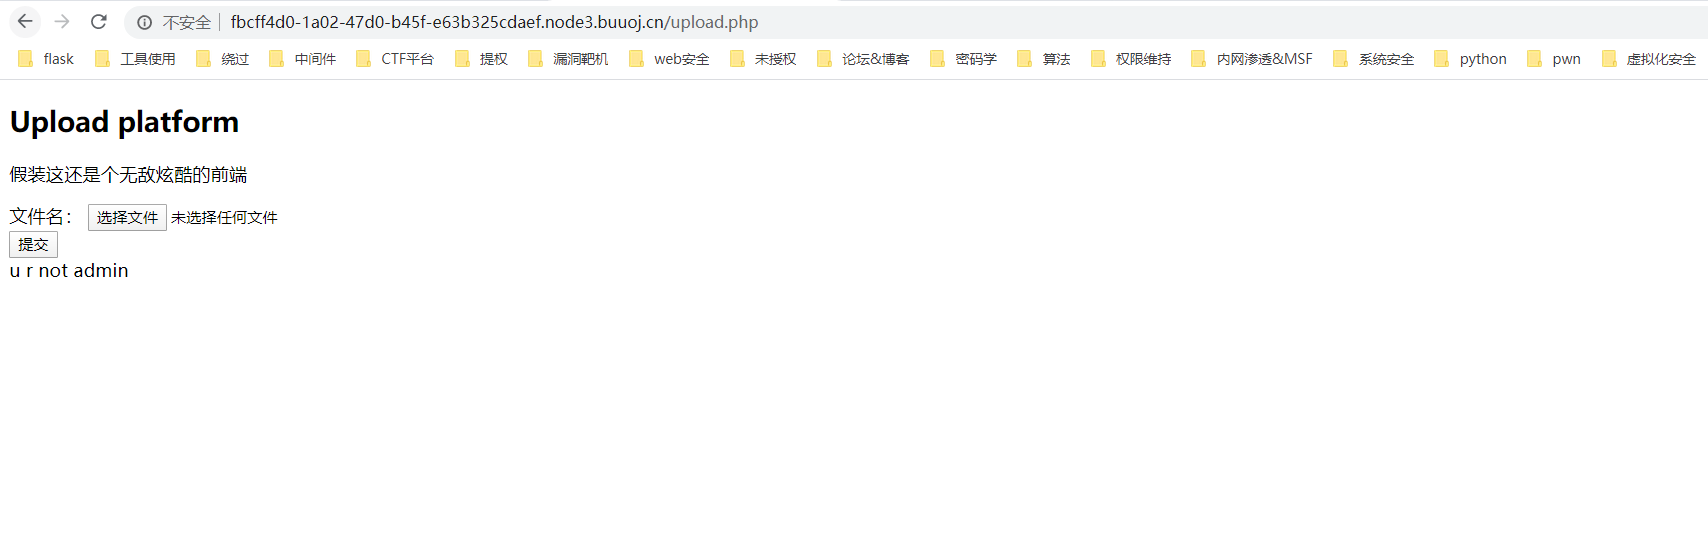 不安全 fbcff4d0-1a02-47d0-b45f-e63b325cdaef.node3.buuoj.cn/upload.php
flask 工具使用 绕过 中间件 CTF平台 提权 漏洞靶机 web安全 未授权 论坛&博客 密码学 算法 权限维持 内网渗透&MSF 系统安全 python pwn 虚拟化安全
Upload platform
假装这还是个无敌炫酷的前端
文件名： 选择文件 未选择任何文件
提交
u r not admin